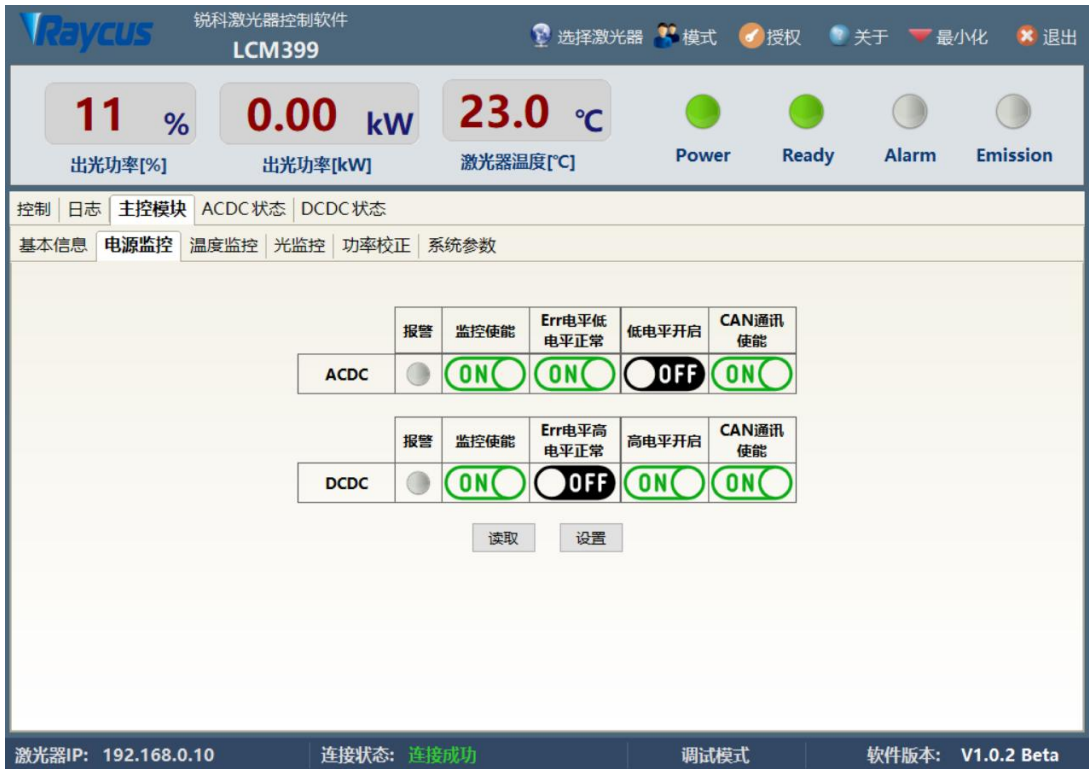 Raycus
锐科激光器控制软件
LCM399
选择激光器 模式 授权 关于 最小化 退出
11 % 0.00 kW 23.0 ℃
出光功率[%] 出光功率[kW] 激光器温度[℃] Power Ready Alarm Emission
控制 日志 主控模块 ACDC状态 DCDC状态
基本信息 电源监控 温度监控 光监控 功率校正 系统参数
报警 监控使能 Err电平低 低电平开启 CAN通讯
电平正常 使能
ACDC ON ON OFF ON
报警 监控使能 Err电平高 高电平开启 CAN通讯
电平正常 使能
DCDC ON OFF ON ON
读取 设置
激光器IP: 192.168.0.10 连接状态: 连接成功 调试模式 软件版本: V1.0.2 Beta